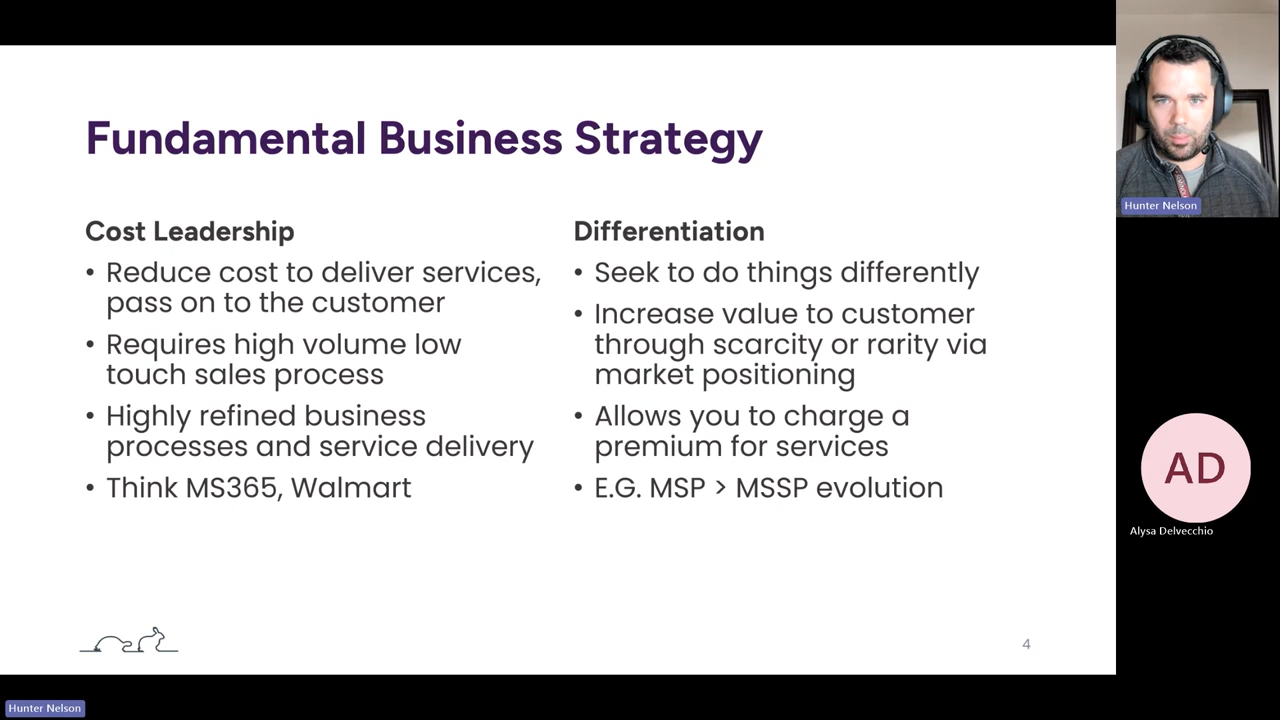 Fundamental Business Strategy
Cost Leadership
• Reduce cost to deliver services,
pass on to the customer
• Requires high volume low
touch sales process
• Highly refined business
processes and service delivery
• Think MS365, Walmart
Differentiation
• Seek to do things differently
• Increase value to customer
through scarcity or rarity via
market positioning
• Allows you to charge a
premium for services
• E.G. MSP > MSSP evolution
4
Hunter Nelson
AD
Alysa Delvecchio
Hunter Nelson